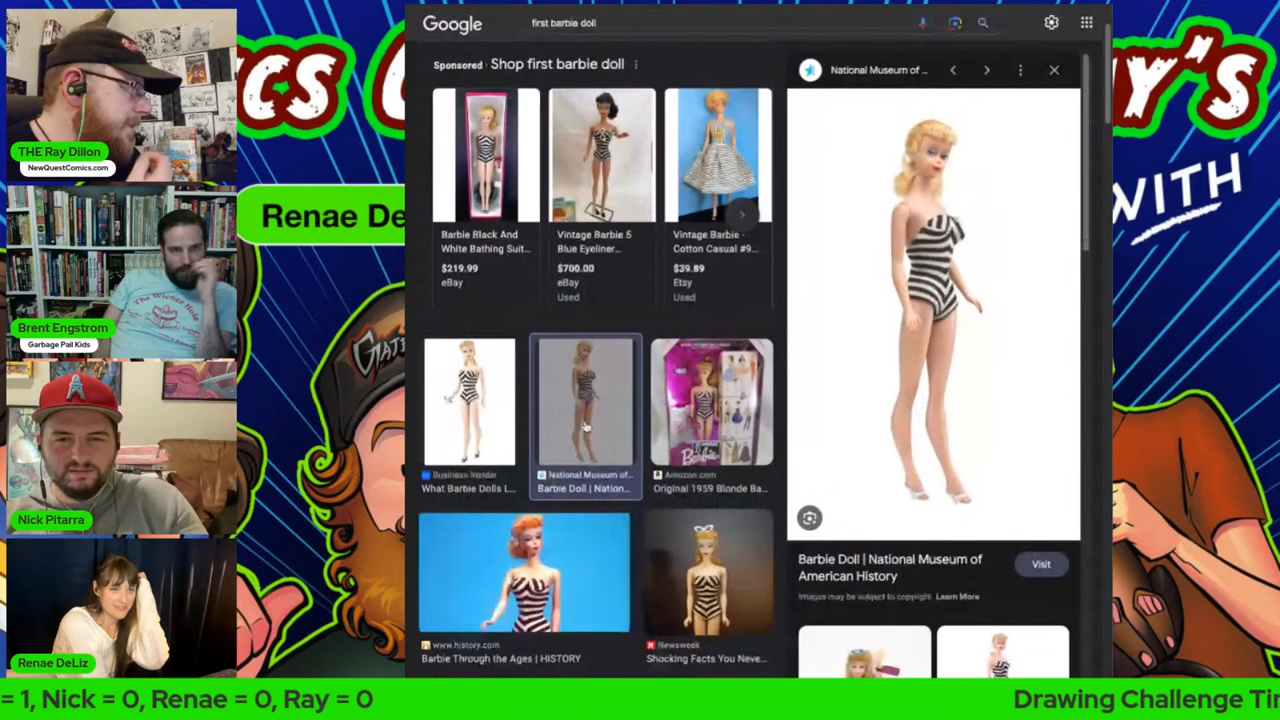 THE Ray Dillon
NewQuestComics.com
Brent Engstrom
Garbage Pail Kids
Nick Pitarra
Renae DeLiz
CS
Renae De
Y'S
WITH
Google
first barbie doll
Sponsored · Shop first barbie doll
Barbie Black And
White Bathing Suit...
$219.99
eBay
Vintage Barbie 5
Blue Eyeliner...
$700.00
eBay
Used
Vintage Barbie -
Cotton Casual #9...
$39.89
Etsy
Used
Business Insider
What Barbie Dolls L...
National Museum of...
Barbie Doll | Nation...
Amazon.com
Original 1959 Blonde Ba...
www.history.com
Barbie Through the Ages | HISTORY
Newsweek
Shocking Facts You Neve...
National Museum of ...
Barbie Doll | National Museum of
American History
Visit
Images may be subject to copyright. Learn More
= 1, Nick = 0, Renae = 0, Ray = 0
Drawing Challenge Tir